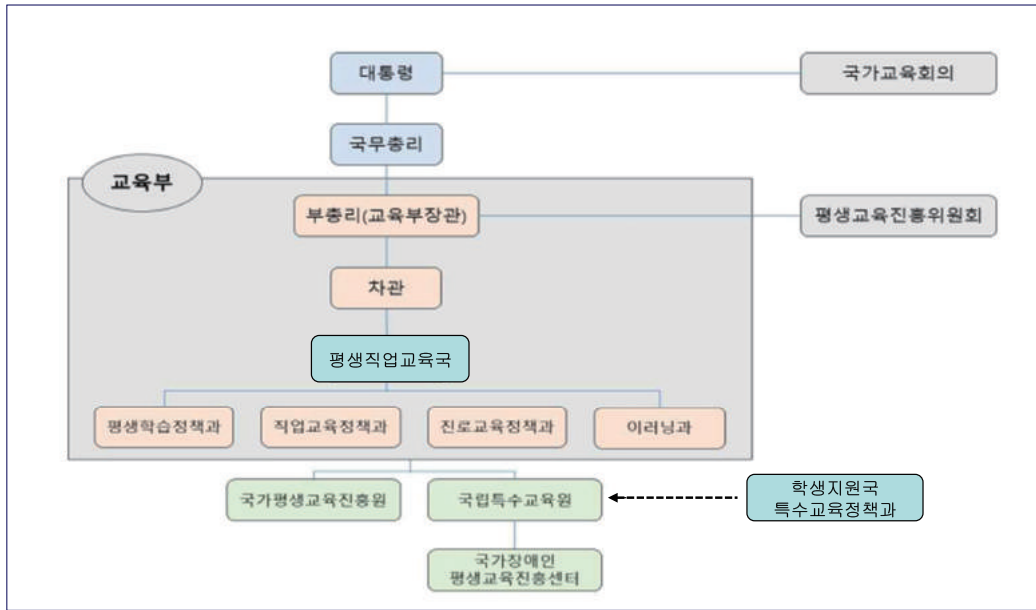 대통령
국가교육회의
국무총리
교육부
부총리(교육부장관)
평생교육진흥위원회
차관
평생직업교육국
평생학습정책과
직업교육정책과
진로교육정책과
이러닝과
국가평생교육진흥원
국립특수교육원
학생지원국
특수교육정책과
국가장애인
평생교육진흥센터